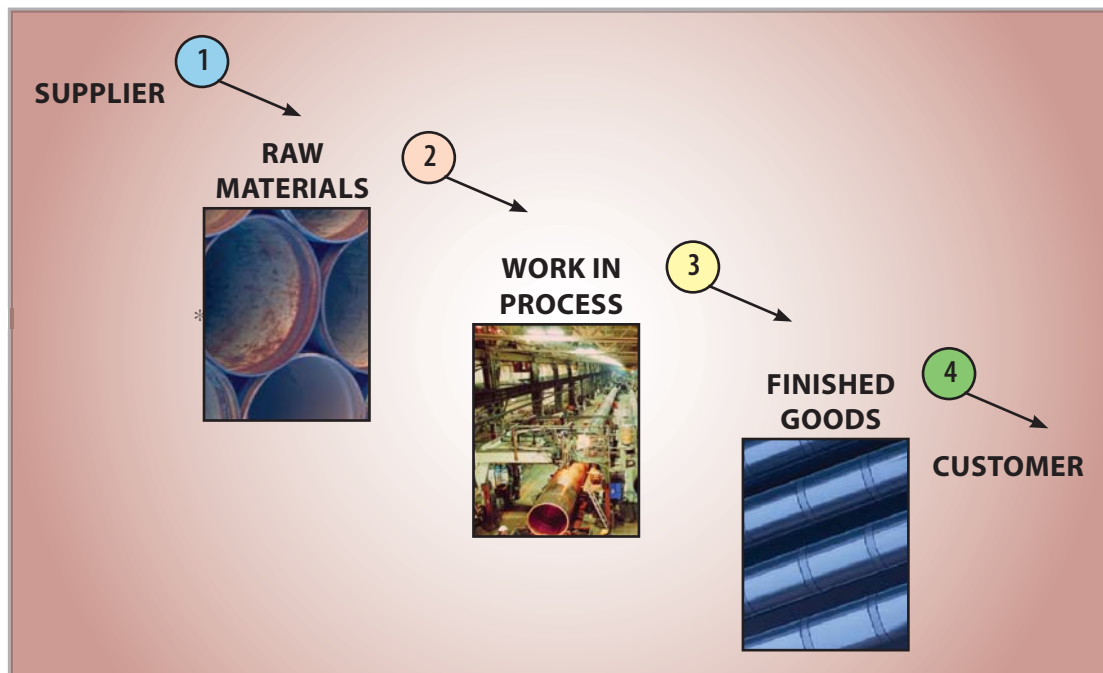 1
SUPPLIER
RAW
MATERIALS
2
WORK IN
PROCESS
3
*
FINISHED
GOODS
4
CUSTOMER